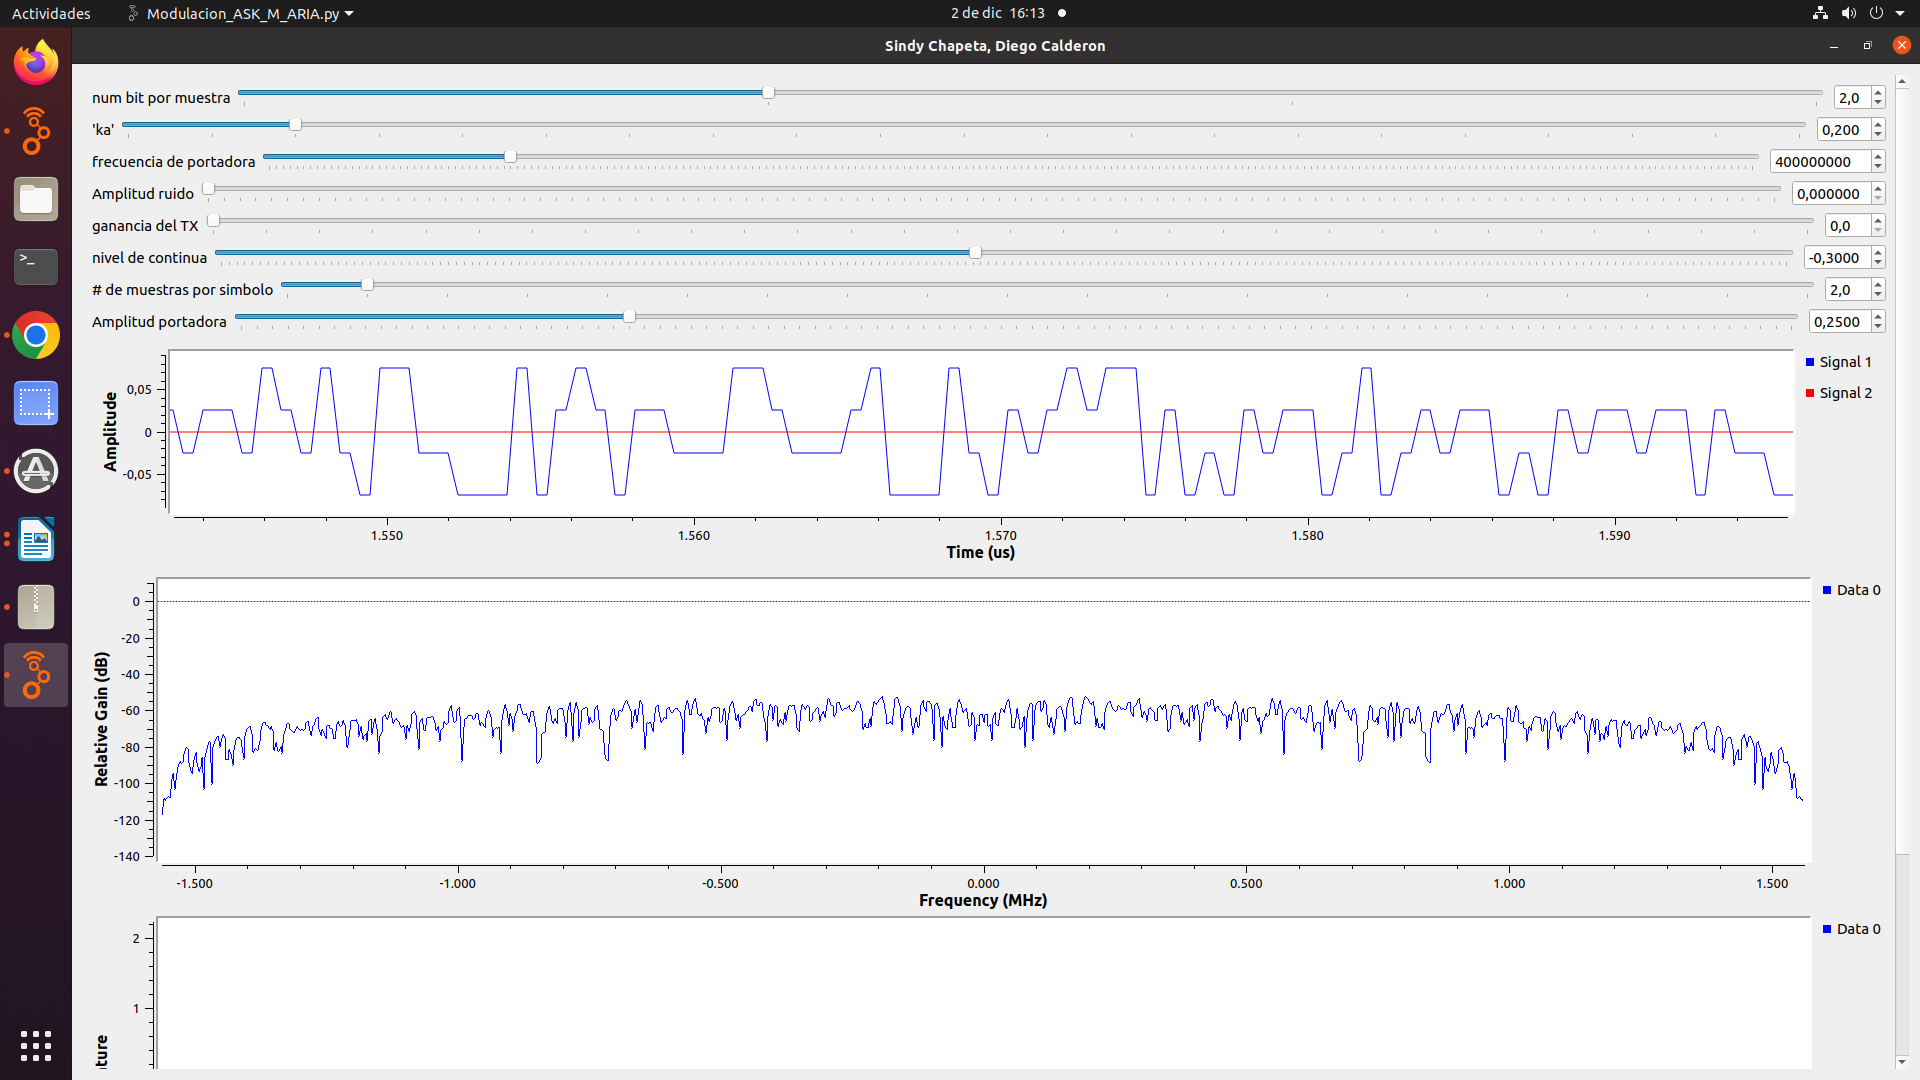 Actividades Modulacion_ASK_M_ARIA.py 2 de dic 16:13
Sindy Chapeta, Diego Calderon
num bit por muestra 2,0
'ka' 0,200
frecuencia de portadora 400000000
Amplitud ruido 0,000000
ganancia del TX 0,0
nivel de continua -0,3000
# de muestras por simbolo 2,0
Amplitud portadora 0,2500
Signal 1
Signal 2
Amplitude
0,05
0
-0,05
1.550 1.560 1.570 1.580 1.590
Time (us)
Data 0
Relative Gain (dB)
0
-20
-40
-60
-80
-100
-120
-140
-1.500 -1.000 -0.500 0.000 0.500 1.000 1.500
Frequency (MHz)
Data 0
2
1
ture